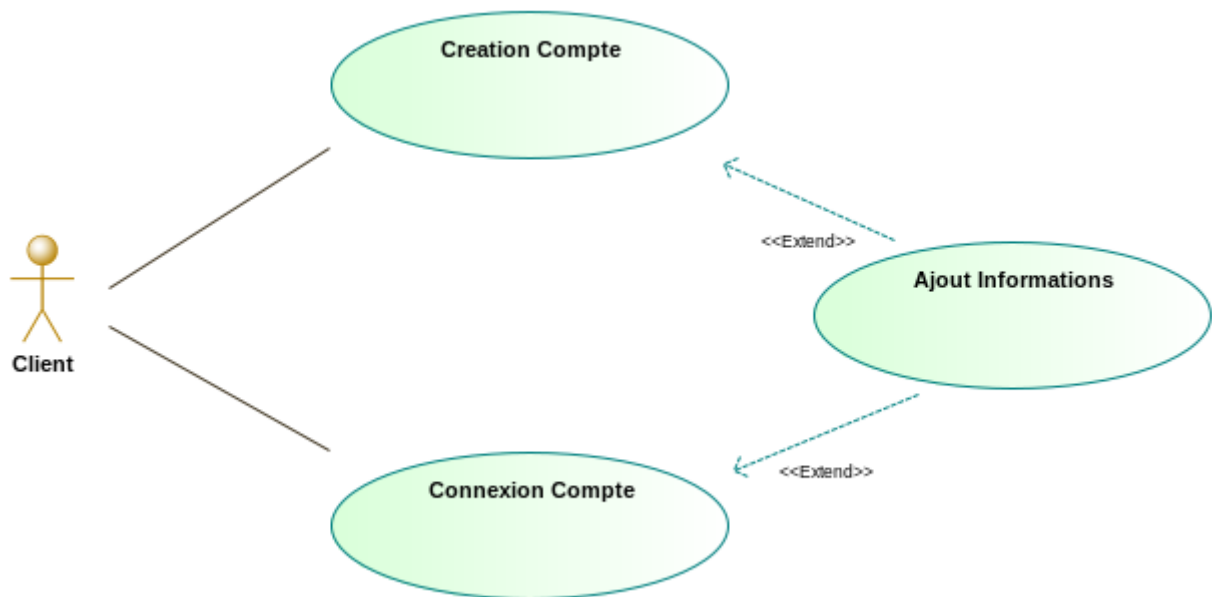 Creation Compte
<<Extend>>
Ajout Informations
Client
<<Extend>>
Connexion Compte